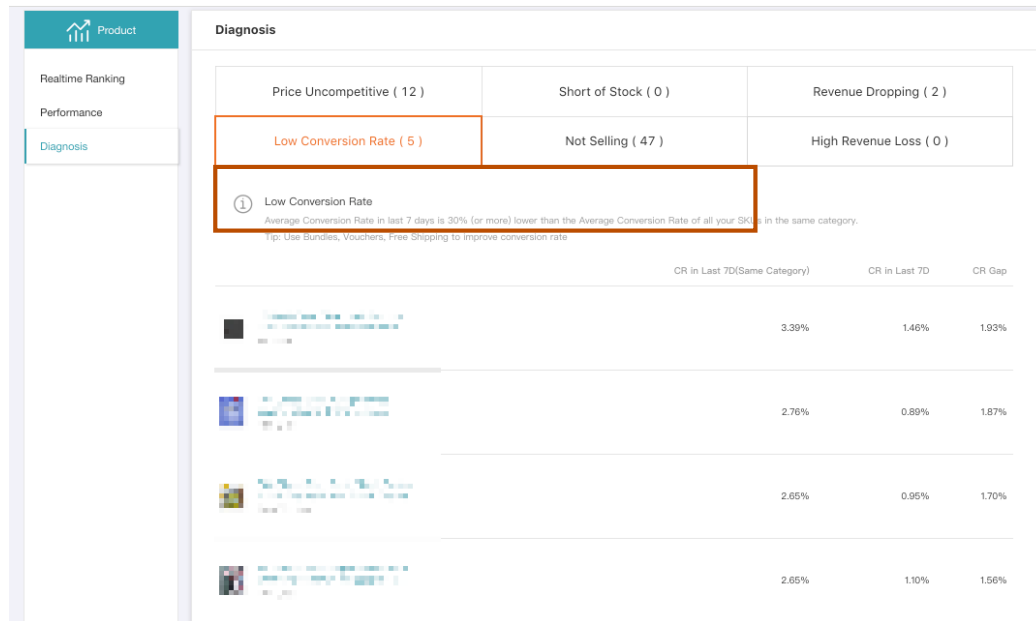 Product
Realtime Ranking
Performance
Diagnosis
Diagnosis
Price Uncompetitive ( 12 )
Short of Stock ( 0 )
Revenue Dropping ( 2 )
Low Conversion Rate ( 5 )
Not Selling ( 47 )
High Revenue Loss ( 0 )
Low Conversion Rate
Average Conversion Rate in last 7 days is 30% (or more) lower than the Average Conversion Rate of all your SKUs in the same category.
Tip: Use Bundles, Vouchers, Free Shipping to improve conversion rate
CR in Last 7D(Same Category) CR in Last 7D CR Gap
3.39% 1.46% 1.93%
2.76% 0.89% 1.87%
2.65% 0.95% 1.70%
2.65% 1.10% 1.56%